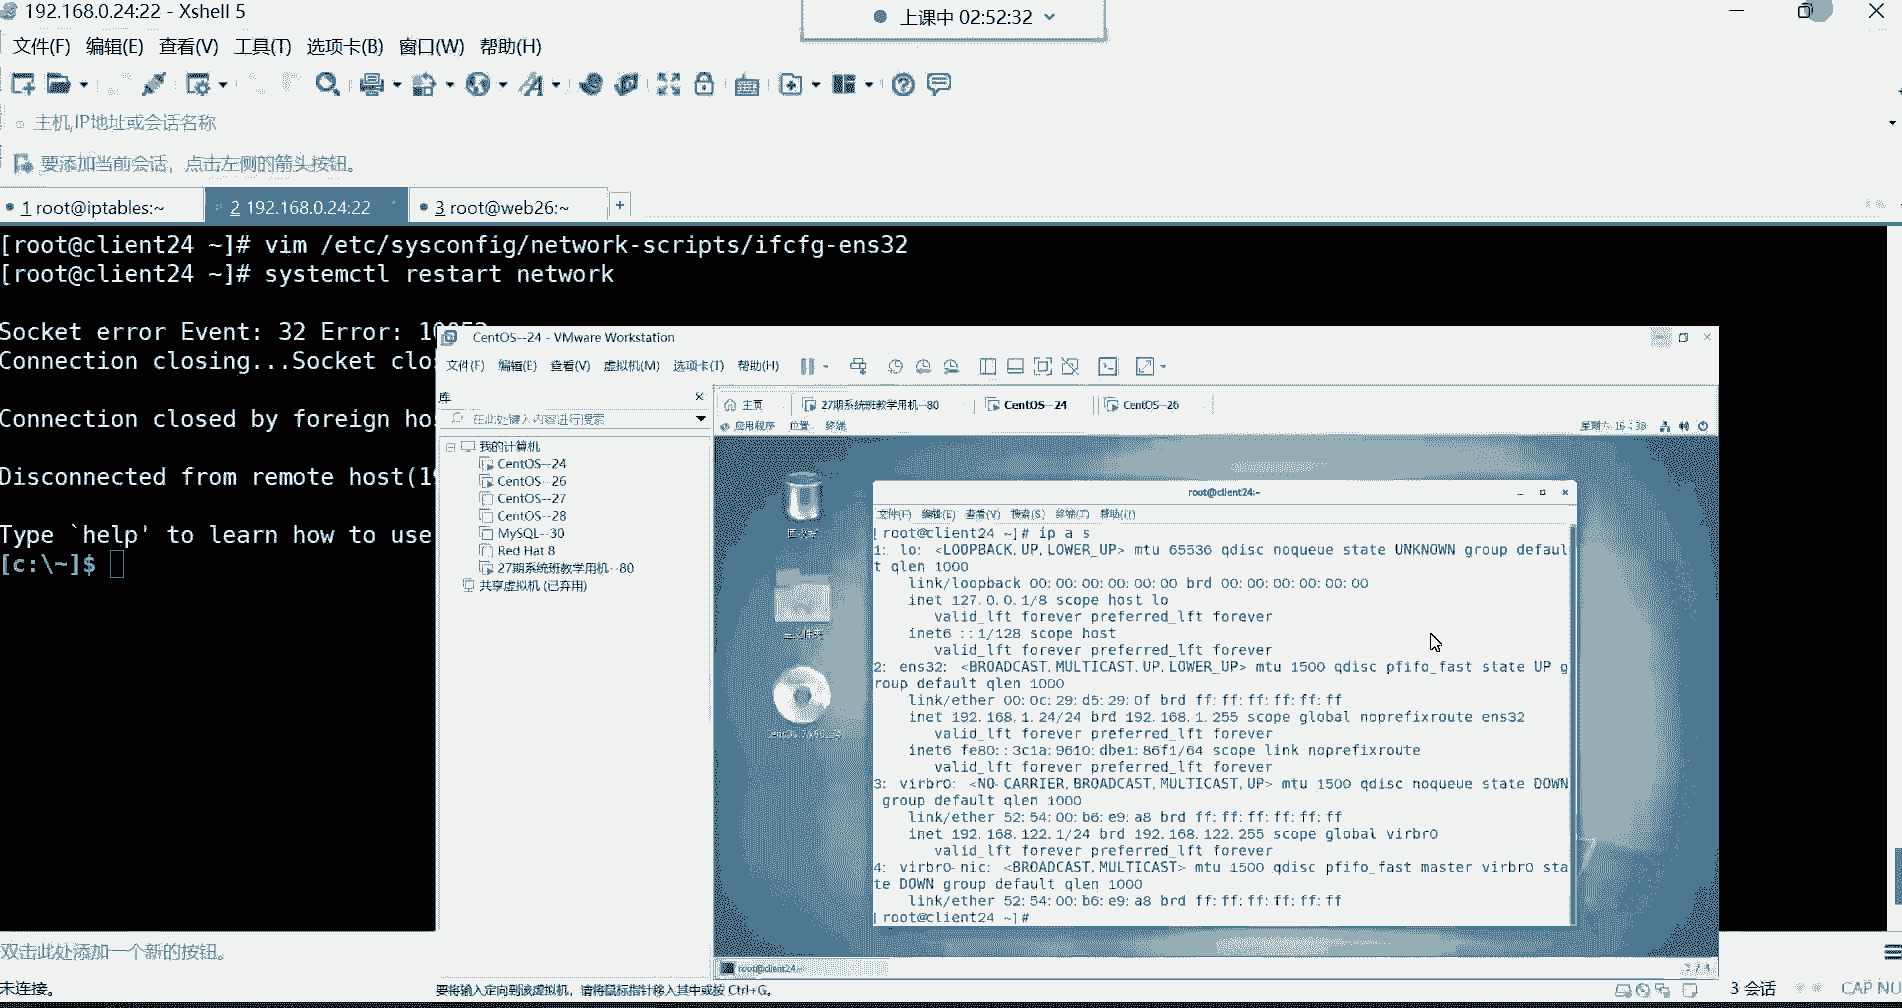 192.168.0.24:22 - Xshell 5
上课中 02:52:32
文件(F) 编辑(E) 查看(V) 工具(T) 选项卡(B) 窗口(W) 帮助(H)
主机,IP地址或会话名称
要添加当前会话，点击左侧的箭头按钮。
1 root@iptables:~
2 192.168.0.24:22
3 root@web26:~
[root@client24 ~]# vim /etc/sysconfig/network-scripts/ifcfg-ens32
[root@client24 ~]# systemctl restart network
Socket error Event: 32 Error:
Connection closing...Socket clo
Connection closed by foreign ho
Disconnected from remote host(19
Type `help' to learn how to use
[c:\~]$
CentOS--24 - VMware Workstation
文件(F) 编辑(E) 查看(V) 虚拟机(M) 选项卡(T) 帮助(H)
库
在此处键入内容进行搜索
我的计算机
CentOS--24
CentOS--26
CentOS--27
CentOS--28
MySQL--30
Red Hat 8
27期系统班教学用机--80
共享虚拟机 (已弃用)
主页
27期系统班教学用机--80
CentOS--24
CentOS--26
应用程序 位置 终端
root@client24:~
文件(F) 编辑(E) 查看(V) 搜索(S) 终端(T) 帮助(H)
[root@client24 ~]# ip a s
1: lo: <LOOPBACK,UP,LOWER_UP> mtu 65536 qdisc noqueue state UNKNOWN group defaul
t qlen 1000
link/loopback 00:00:00:00:00:00 brd 00:00:00:00:00:00
inet 127.0.0.1/8 scope host lo
valid_lft forever preferred_lft forever
inet6 ::1/128 scope host
valid_lft forever preferred_lft forever
2: ens32: <BROADCAST,MULTICAST,UP,LOWER_UP> mtu 1500 qdisc pfifo_fast state UP g
roup default qlen 1000
link/ether 00:0c:29:d5:29:0f brd ff:ff:ff:ff:ff:ff
inet 192.168.1.24/24 brd 192.168.1.255 scope global noprefixroute ens32
valid_lft forever preferred_lft forever
inet6 fe80::3c1a:9610:dbe1:86f1/64 scope link noprefixroute
valid_lft forever preferred_lft forever
3: virbr0: <NO-CARRIER,BROADCAST,MULTICAST,UP> mtu 1500 qdisc noqueue state DOWN
group default qlen 1000
link/ether 52:54:00:b6:e9:a8 brd ff:ff:ff:ff:ff:ff
inet 192.168.122.1/24 brd 192.168.122.255 scope global virbr0
valid_lft forever preferred_lft forever
4: virbr0-nic: <BROADCAST,MULTICAST> mtu 1500 qdisc pfifo_fast master virbr0 sta
te DOWN group default qlen 1000
link/ether 52:54:00:b6:e9:a8 brd ff:ff:ff:ff:ff:ff
[root@client24 ~]#
root@client24:~
双击此处添加一个新的按钮。
要将输入定向到该虚拟机，请将鼠标指针移入其中或按 Ctrl+G。
未连接。
3 会话
CAP NU